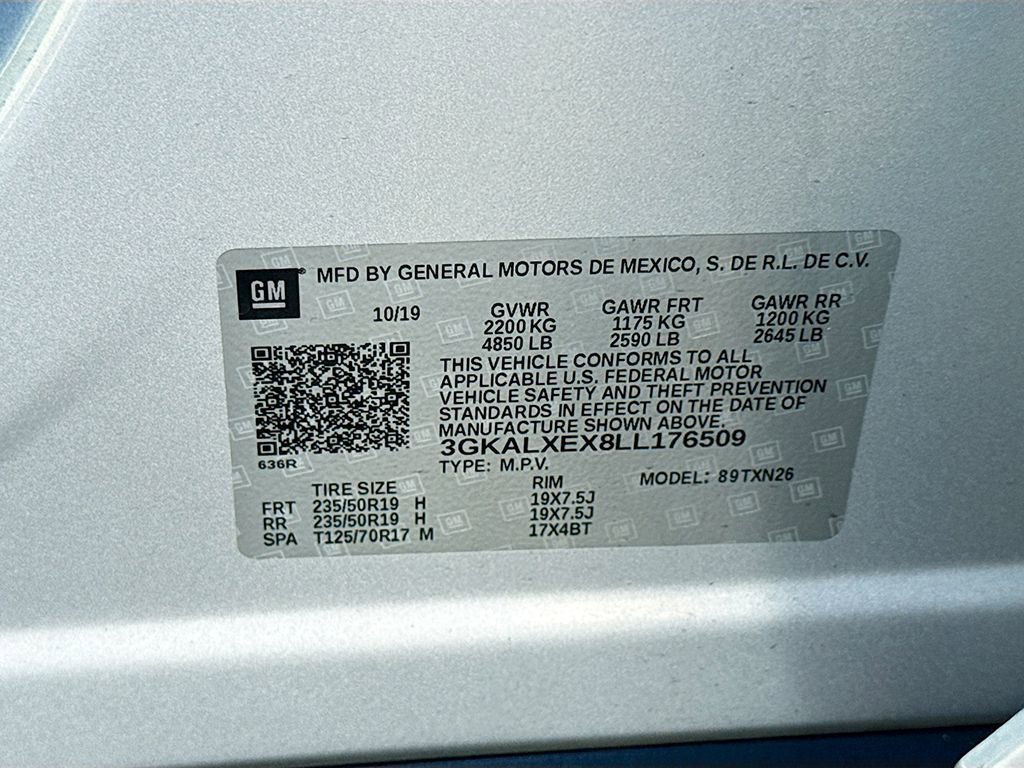 GM
MFD BY GENERAL MOTORS DE MEXICO, S. DE R.L. DE C.V.
10/19 GVWR GAWR FRT GAWR RR
2200 KG 1175 KG 1200 KG
4850 LB 2590 LB 2645 LB
THIS VEHICLE CONFORMS TO ALL
APPLICABLE U.S. FEDERAL MOTOR
VEHICLE SAFETY AND THEFT PREVENTION
STANDARDS IN EFFECT ON THE DATE OF
MANUFACTURE SHOWN ABOVE.
3GKALXEX8LL176509
636R
TYPE: M.P.V. MODEL: 89TXN26
TIRE SIZE RIM
FRT 235/50R19 H 19X7.5J
RR 235/50R19 H 19X7.5J
SPA T125/70R17 M 17X4BT